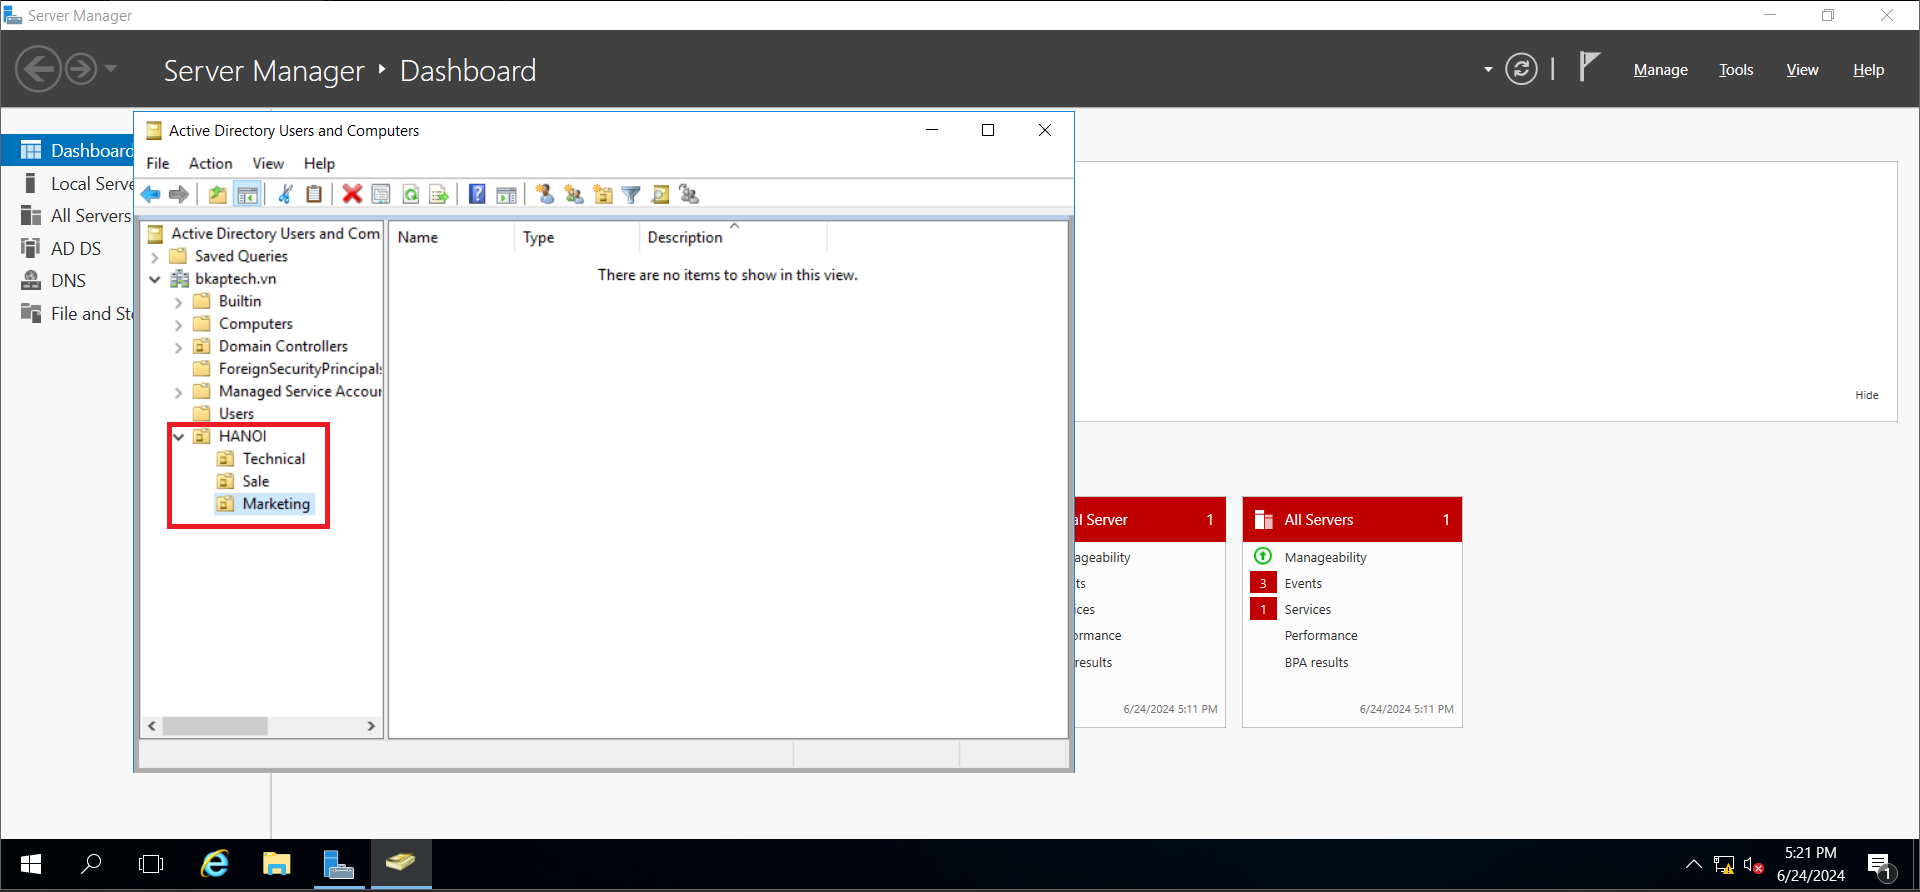 Server Manager
Server Manager ‣ Dashboard
Manage Tools View Help
Dashboard
Local Serve
All Servers
AD DS
DNS
File and Sto
Active Directory Users and Computers
File Action View Help
Active Directory Users and Com
Saved Queries
bkaptech.vn
Builtin
Computers
Domain Controllers
ForeignSecurityPrincipals
Managed Service Accour
Users
HANOI
Technical
Sale
Marketing
Name Type Description
There are no items to show in this view.
Hide
al Server 1
ageability
ts
ices
ormance
results
6/24/2024 5:11 PM
All Servers 1
Manageability
3 Events
1 Services
Performance
BPA results
6/24/2024 5:11 PM
5:21 PM
6/24/2024
1